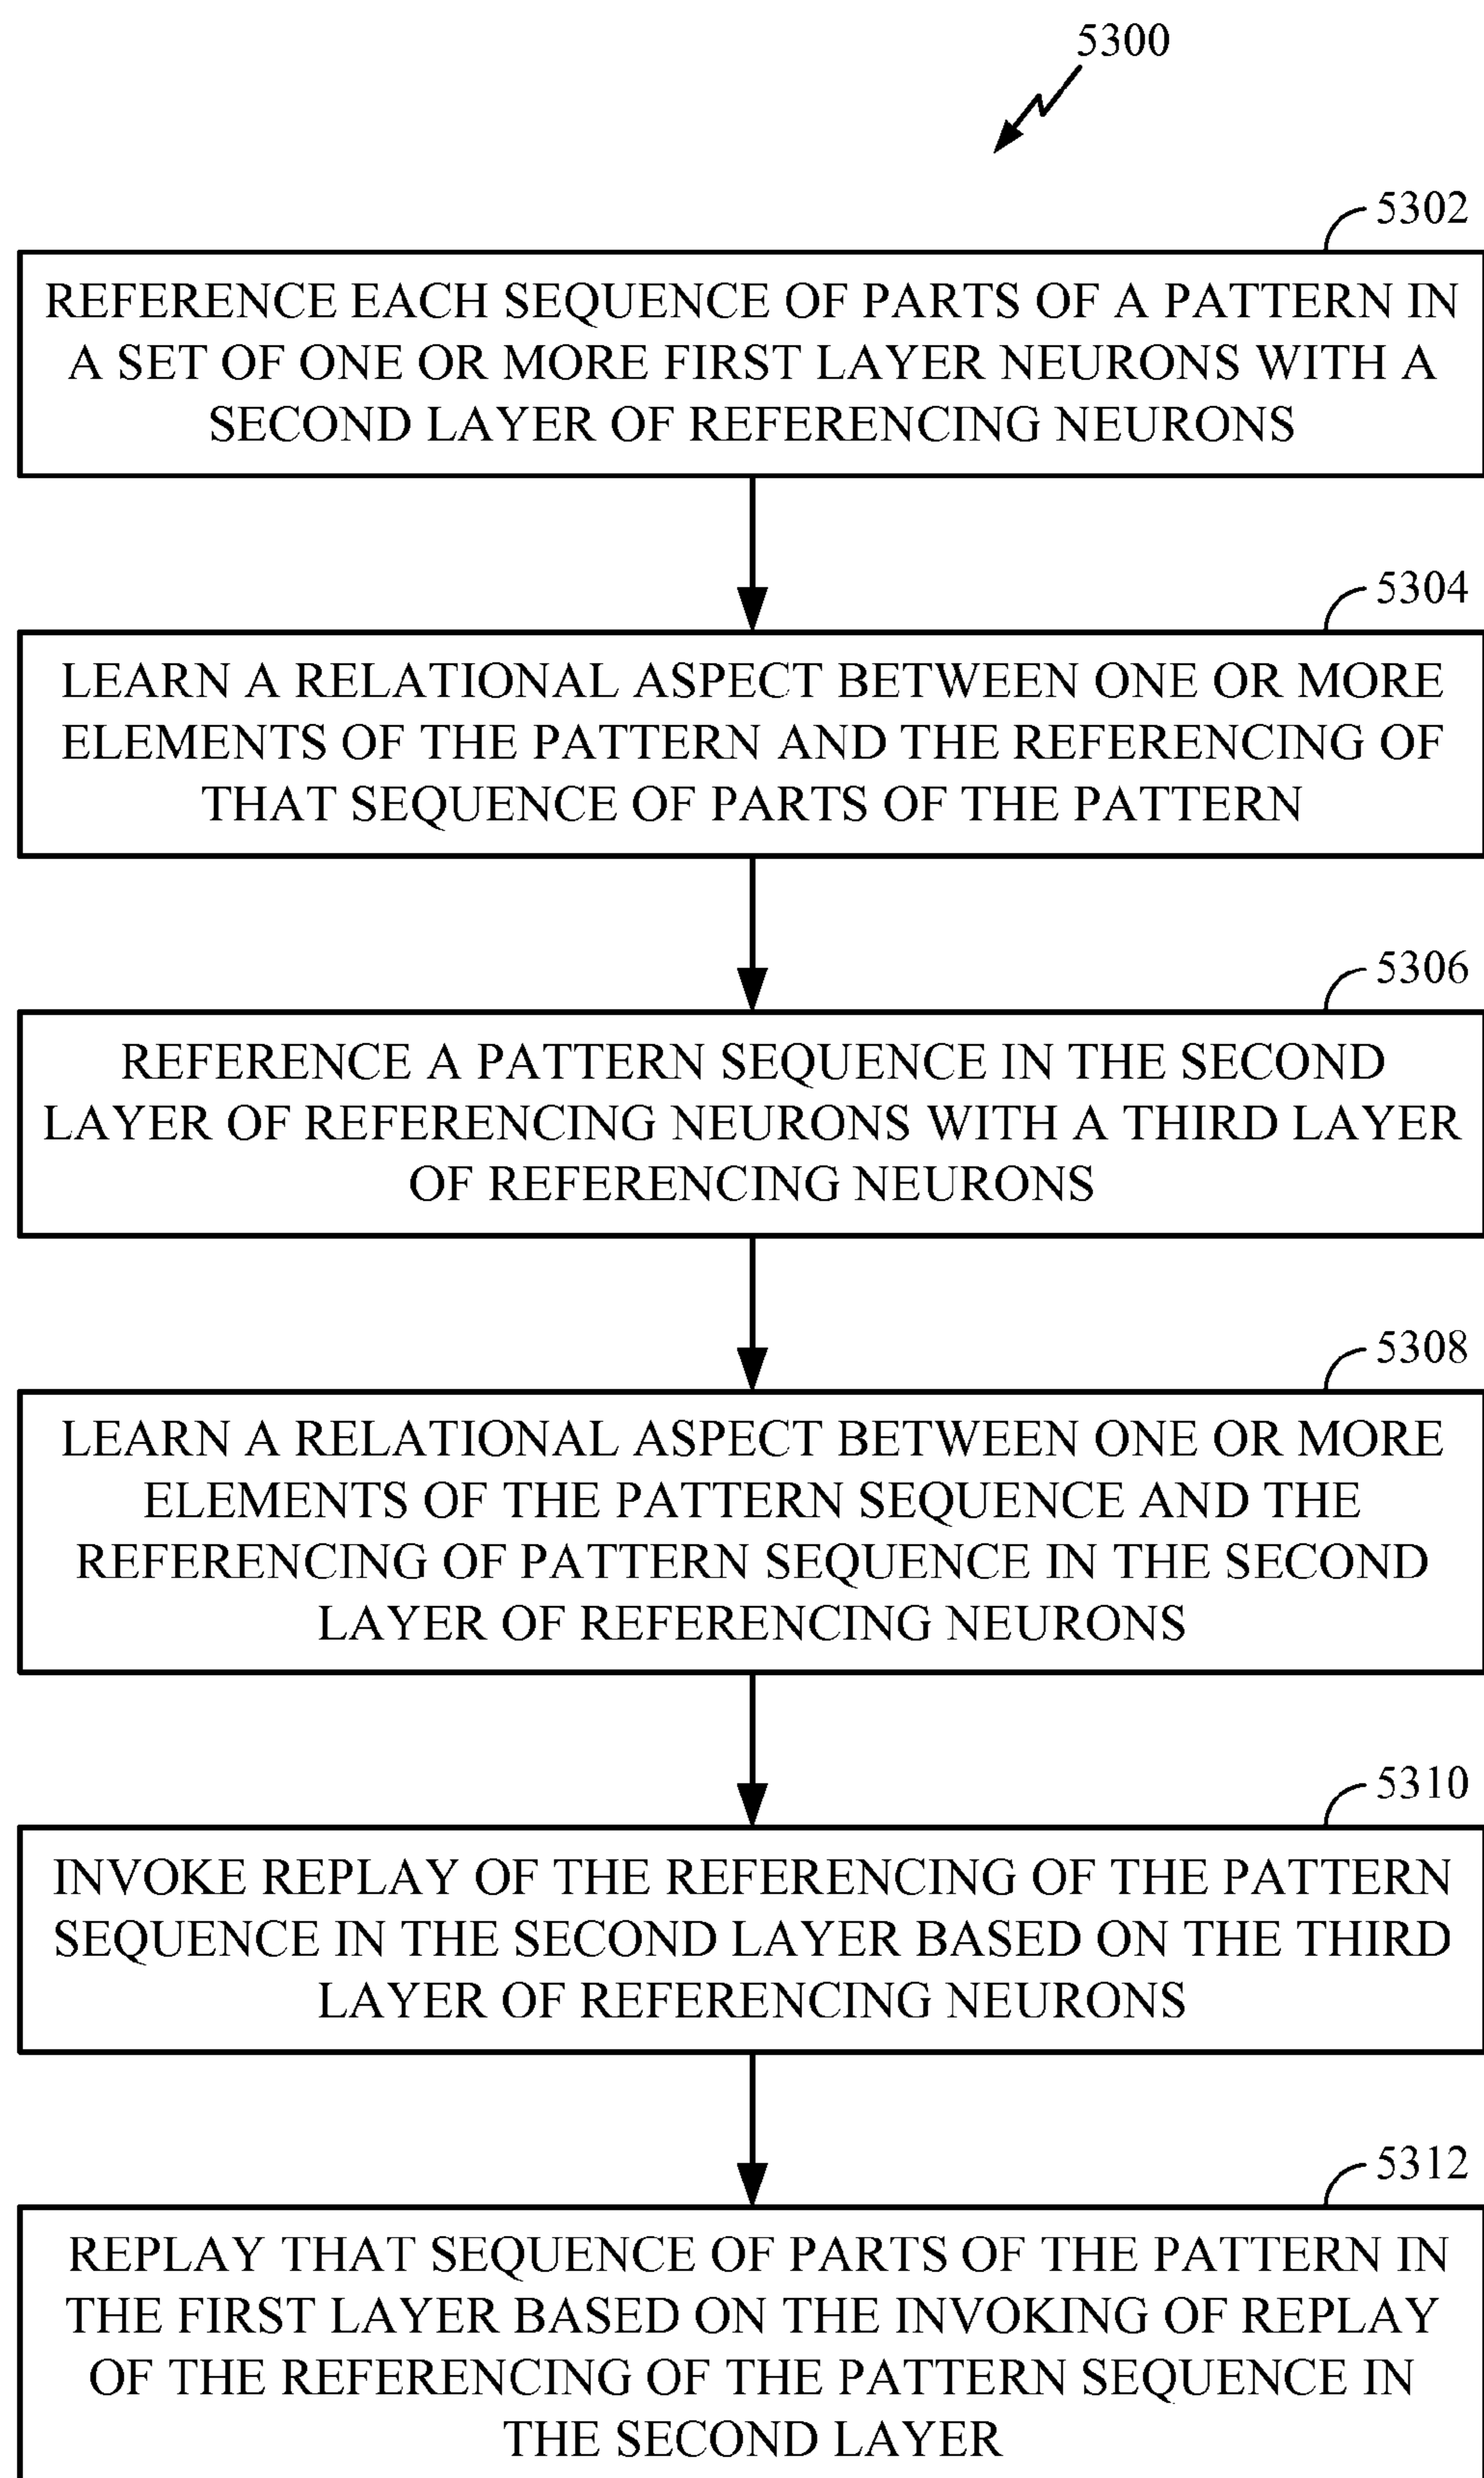 5300
5302
REFERENCE EACH SEQUENCE OF PARTS OF A PATTERN IN
A SET OF ONE OR MORE FIRST LAYER NEURONS WITH A
SECOND LAYER OF REFERENCING NEURONS
5304
LEARN A RELATIONAL ASPECT BETWEEN ONE OR MORE
ELEMENTS OF THE PATTERN AND THE REFERENCING OF
THAT SEQUENCE OF PARTS OF THE PATTERN
5306
REFERENCE A PATTERN SEQUENCE IN THE SECOND
LAYER OF REFERENCING NEURONS WITH A THIRD LAYER
OF REFERENCING NEURONS
5308
LEARN A RELATIONAL ASPECT BETWEEN ONE OR MORE
ELEMENTS OF THE PATTERN SEQUENCE AND THE
REFERENCING OF PATTERN SEQUENCE IN THE SECOND
LAYER OF REFERENCING NEURONS
5310
INVOKE REPLAY OF THE REFERENCING OF THE PATTERN
SEQUENCE IN THE SECOND LAYER BASED ON THE THIRD
LAYER OF REFERENCING NEURONS
5312
REPLAY THAT SEQUENCE OF PARTS OF THE PATTERN IN
THE FIRST LAYER BASED ON THE INVOKING OF REPLAY
OF THE REFERENCING OF THE PATTERN SEQUENCE IN
THE SECOND LAYER